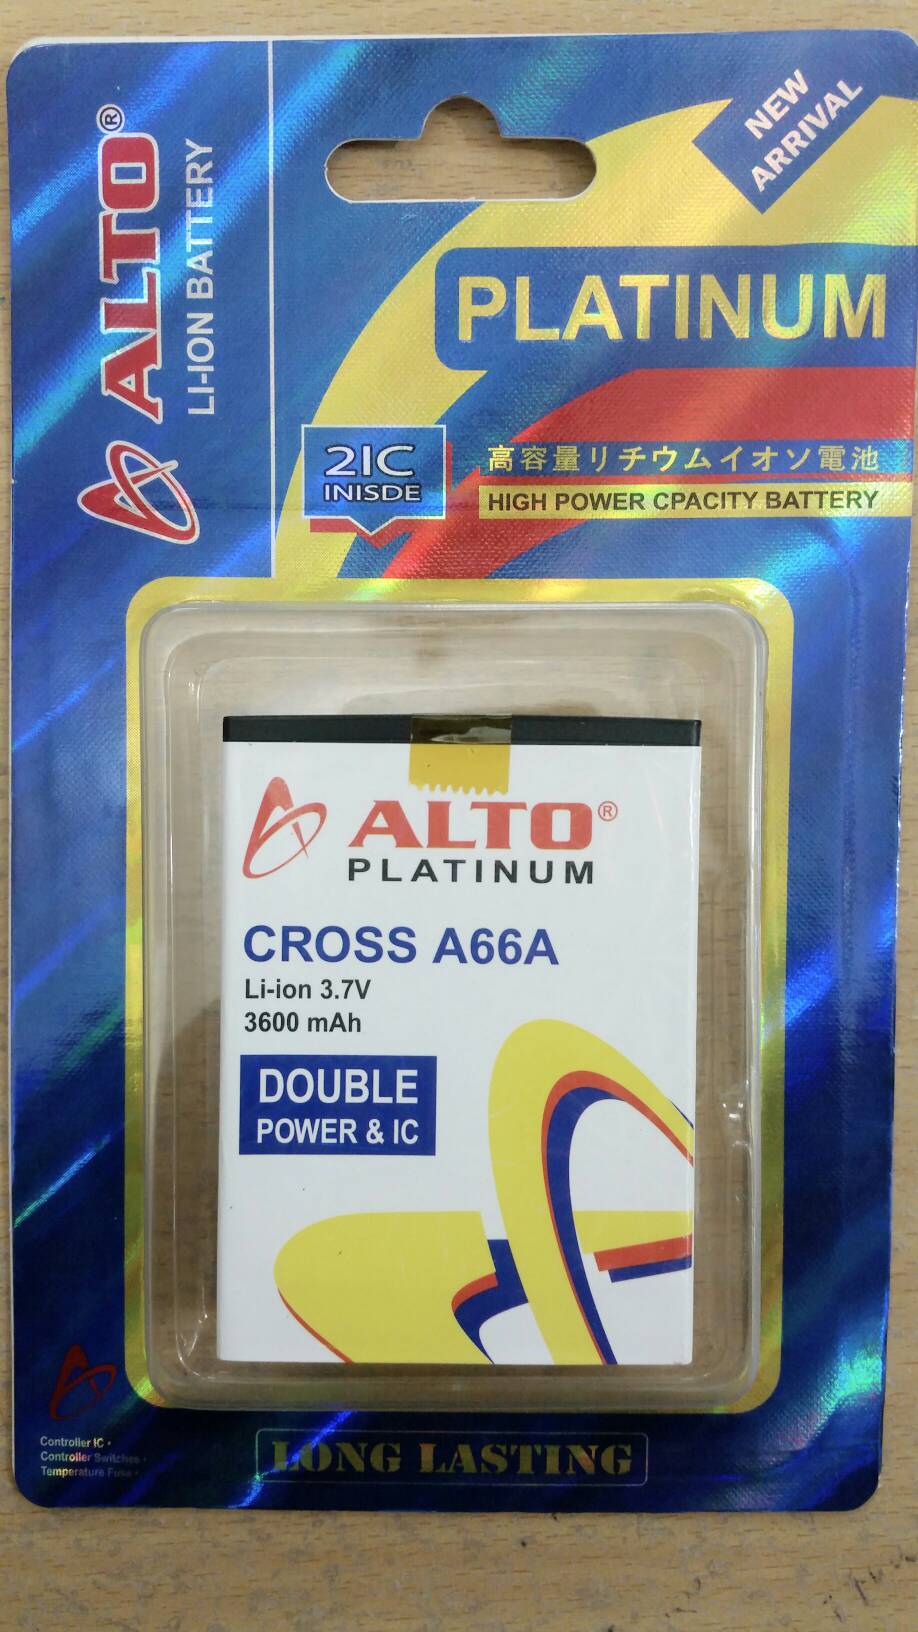 ALTO®
LI-ION BATTERY
NEW
ARRIVAL
PLATINUM
2IC
INISDE
高容量リチウムイオソ電池
HIGH POWER CPACITY BATTERY
ALTO®
PLATINUM
CROSS A66A
Li-ion 3.7V
3600 mAh
DOUBLE
POWER & IC
Controller IC •
Controller Switches •
Temperature Fuse •
LONG LASTING